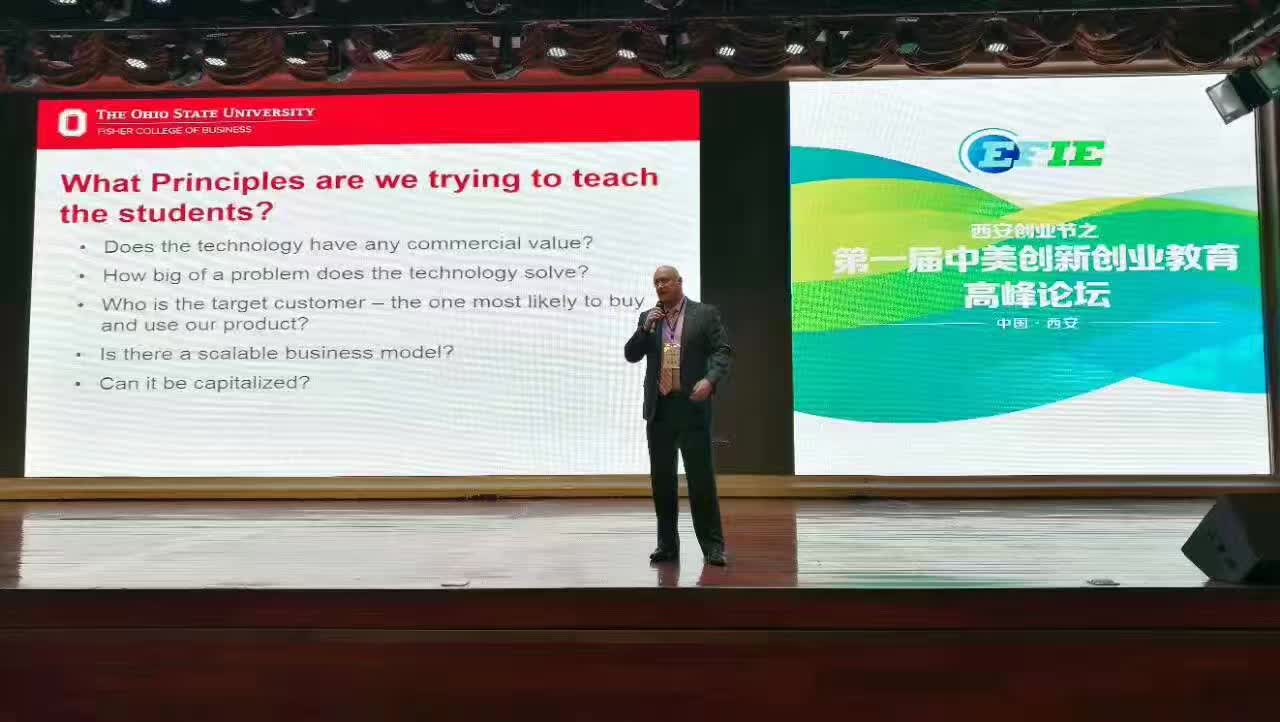 THE OHIO STATE UNIVERSITY
FISHER COLLEGE OF BUSINESS
What Principles are we trying to teach
the students?
• Does the technology have any commercial value?
• How big of a problem does the technology solve?
• Who is the target customer – the one most likely to buy
and use our product?
• Is there a scalable business model?
• Can it be capitalized?
EFIE
西安创业节之
第一届中美创新创业教育
高峰论坛
中国·西安